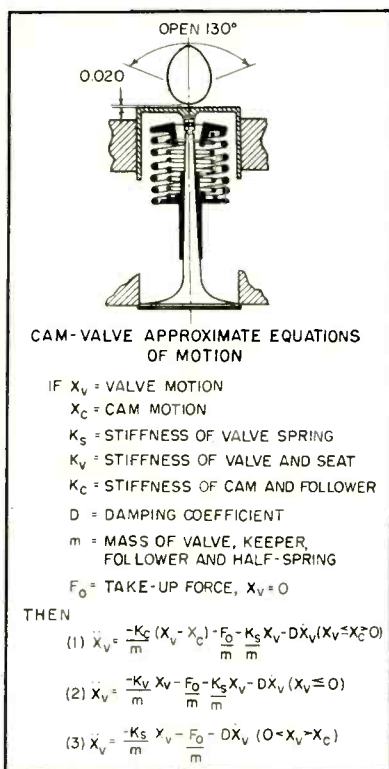 OPEN 130°
0.020
CAM-VALVE APPROXIMATE EQUATIONS
OF MOTION
IF Xv = VALVE MOTION
Xc = CAM MOTION
Ks = STIFFNESS OF VALVE SPRING
Kv = STIFFNESS OF VALVE AND SEAT
Kc = STIFFNESS OF CAM AND FOLLOWER
D = DAMPING COEFFICIENT
m = MASS OF VALVE, KEEPER,
FOLLOWER AND HALF-SPRING
Fo = TAKE-UP FORCE, Xv = 0
THEN
(1) Ẍv = -Kc/m (Xv - Xc) - Fo/m - Ks/m Xv - DẊv (Xv ≤ Xc > 0)
(2) Ẍv = -Kv/m Xv - Fo/m - Ks/m Xv - DẊv (Xv ≤ 0)
(3) Ẍv = -Ks/m Xv - Fo/m - DẊv (0 < Xv > Xc)